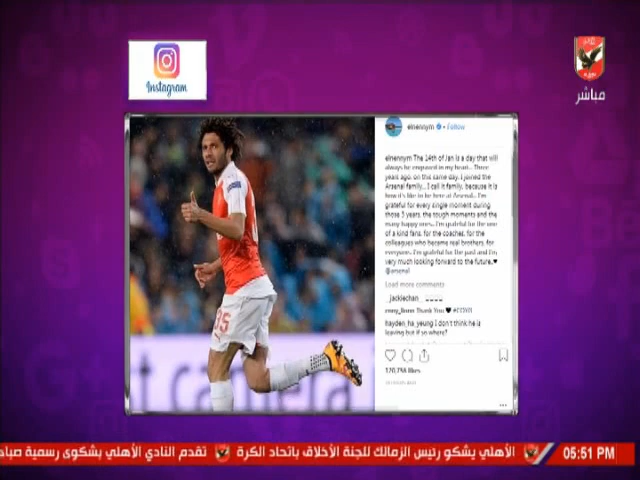 Instagram
مباشر
elnennym • Follow
elnennym The 14th of Jan is a day that will
always be engraved in my heart... Three
years ago, on this same day, I joined the
Arsenal family... I call it family, because it is
how it's like to be here at Arsenal.. I'm
grateful for every single moment during
those 3 years, the tough moments and the
many happy ones.. I'm grateful for the one
of a kind fans, for the coaches, for the
colleagues who became real brothers, for
everyone. I'm grateful for the past and I'm
very much looking forward to the future..♥
@arsenal
Load more comments
_jackiechan_
Thank You 🖤 #COYG
hayden_ha_yeung I don't think he is
leaving but if so where?
120,756 likes
الأهلي يشكو رئيس الزمالك للجنة الأخلاق باتحاد الكرة
تقدم النادي الأهلي بشكوى رسمية صباح
05:51 PM